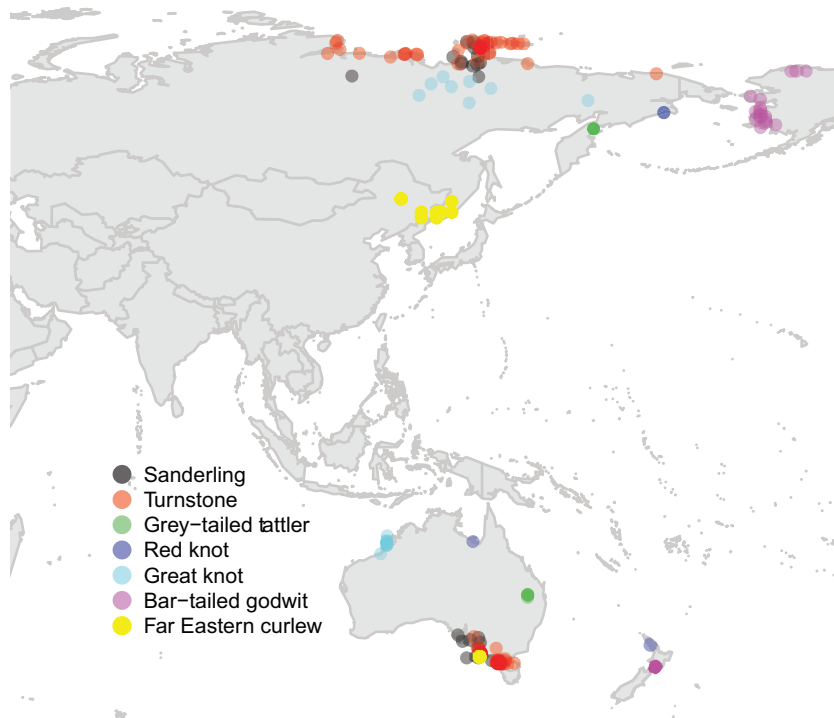 Sanderling
Turnstone
Grey−tailed tattler
Red knot
Great knot
Bar−tailed godwit
Far Eastern curlew